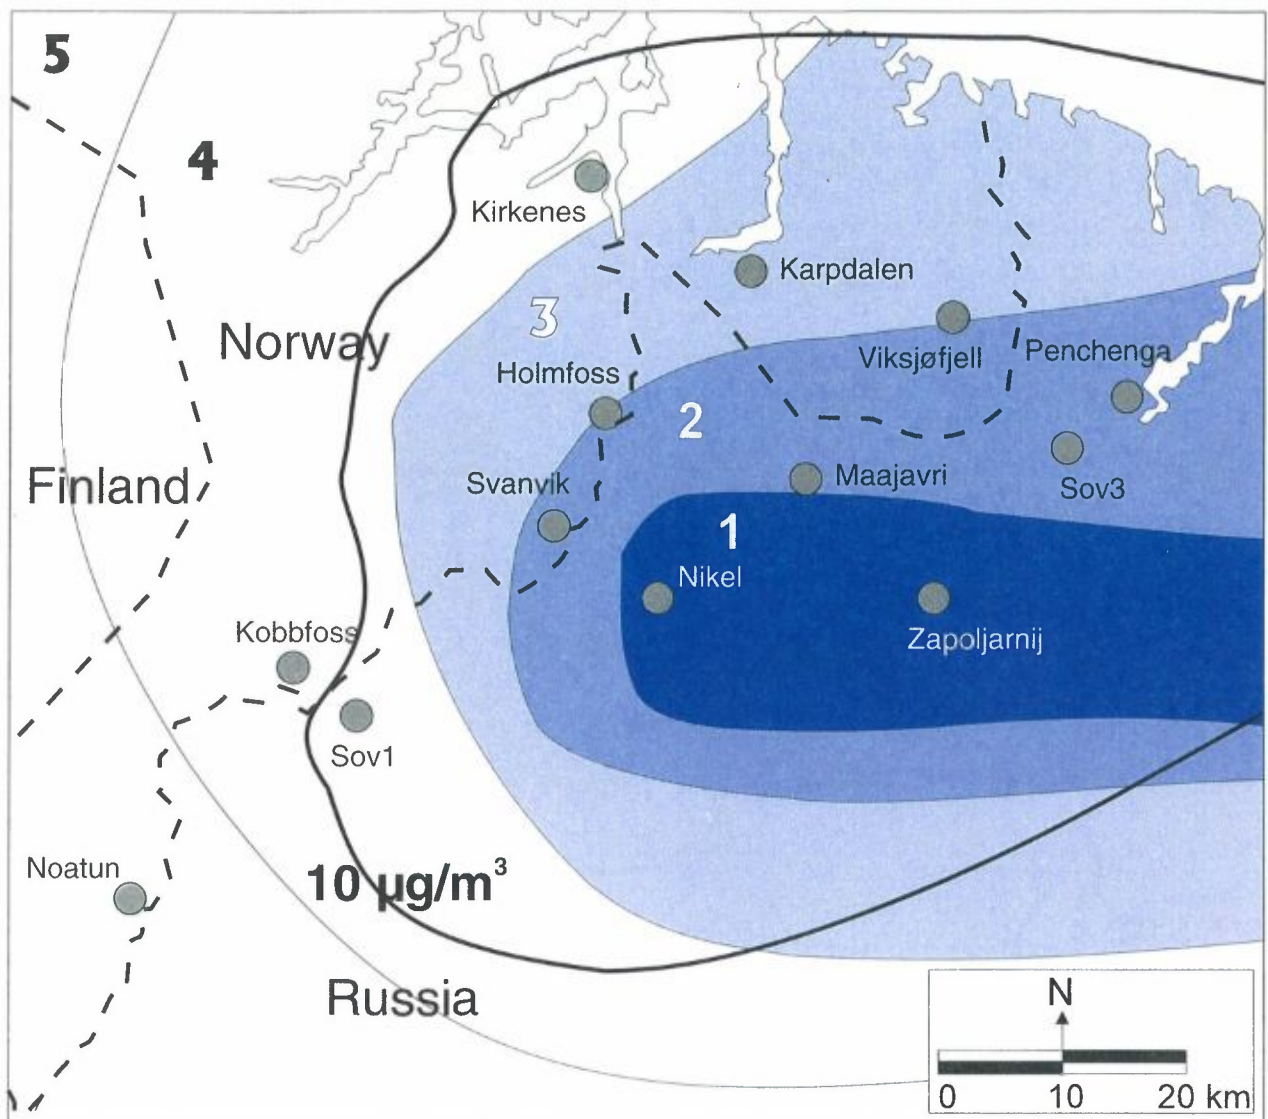 5
4
Kirkenes
Karpdalen
3
Norway
Viksjøfjell
Penchenga
Holmfoss
2
Svanvik
Maajavri
Sov3
Finland
1
Nikel
Kobbfoss
Zapoljarnij
Sov1
Noatun
10 µg/m³
Russia
N
0 10 20 km